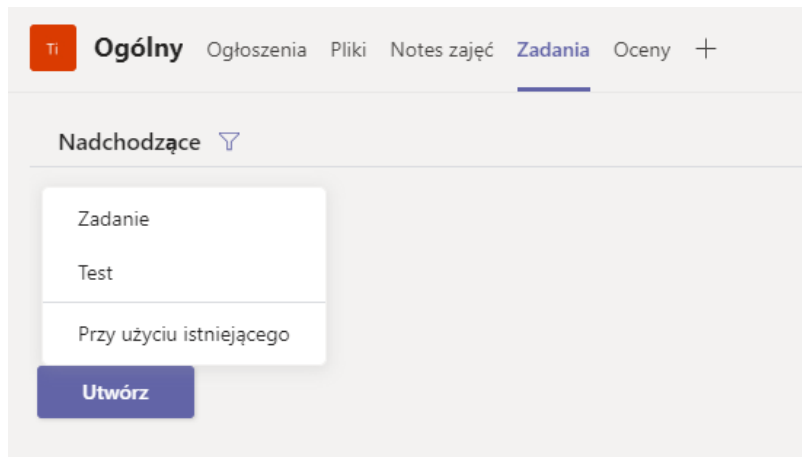 Ti Ogólny Ogłoszenia Pliki Notes zajęć Zadania Oceny +
Nadchodzące
Zadanie
Test
Przy użyciu istniejącego
Utwórz